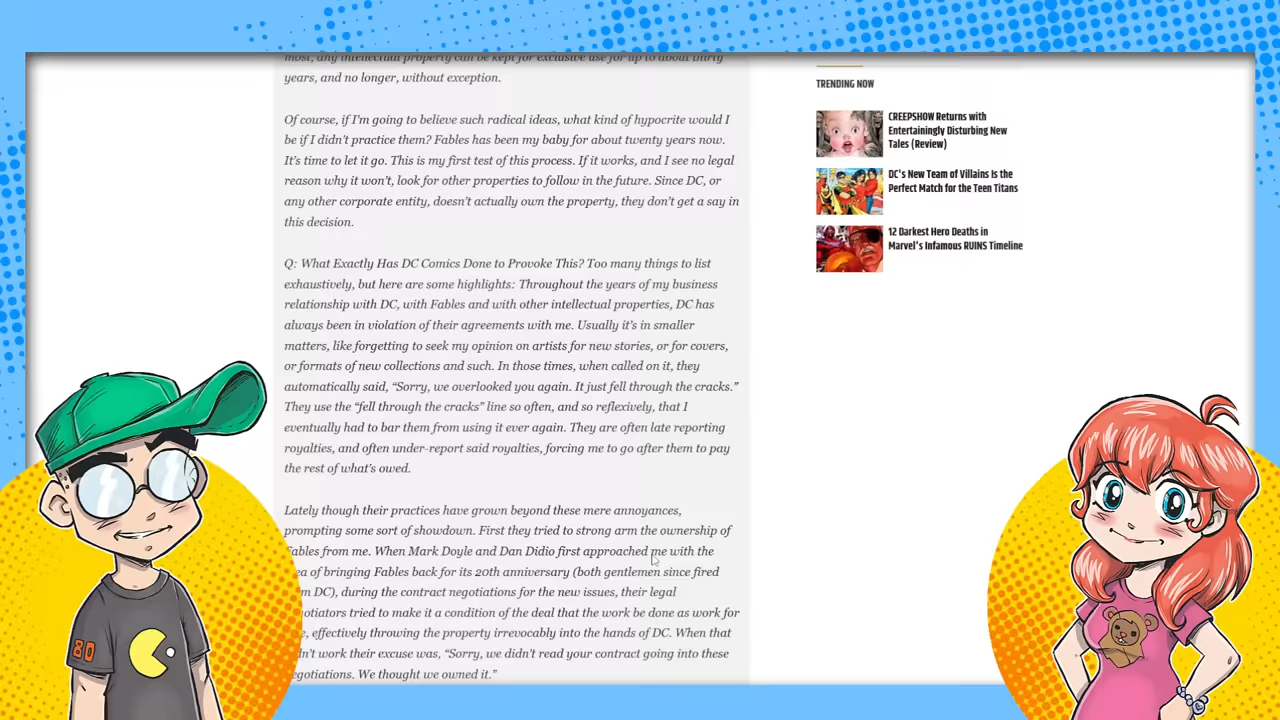 most, any intellectual property can be kept for exclusive use for up to about thirty
years, and no longer, without exception.
Of course, if I'm going to believe such radical ideas, what kind of hypocrite would I
be if I didn't practice them? Fables has been my baby for about twenty years now.
It's time to let it go. This is my first test of this process. If it works, and I see no legal
reason why it won't, look for other properties to follow in the future. Since DC, or
any other corporate entity, doesn't actually own the property, they don't get a say in
this decision.
Q: What Exactly Has DC Comics Done to Provoke This? Too many things to list
exhaustively, but here are some highlights: Throughout the years of my business
relationship with DC, with Fables and with other intellectual properties, DC has
always been in violation of their agreements with me. Usually it's in smaller
matters, like forgetting to seek my opinion on artists for new stories, or for covers,
or formats of new collections and such. In those times, when called on it, they
automatically said, “Sorry, we overlooked you again. It just fell through the cracks.”
They use the “fell through the cracks” line so often, and so reflexively, that I
eventually had to bar them from using it ever again. They are often late reporting
royalties, and often under-report said royalties, forcing me to go after them to pay
the rest of what's owed.
Lately though their practices have grown beyond these mere annoyances,
prompting some sort of showdown. First they tried to strong arm the ownership of
Fables from me. When Mark Doyle and Dan Didio first approached me with the
ea of bringing Fables back for its 20th anniversary (both gentlemen since fired
m DC), during the contract negotiations for the new issues, their legal
gotiators tried to make it a condition of the deal that the work be done as work for
e, effectively throwing the property irrevocably into the hands of DC. When that
dn't work their excuse was, “Sorry, we didn't read your contract going into these
egotiations. We thought we owned it.”
TRENDING NOW
CREEPSHOW Returns with
Entertainingly Disturbing New
Tales (Review)
DC's New Team of Villains Is the
Perfect Match for the Teen Titans
12 Darkest Hero Deaths in
Marvel's Infamous RUINS Timeline
80